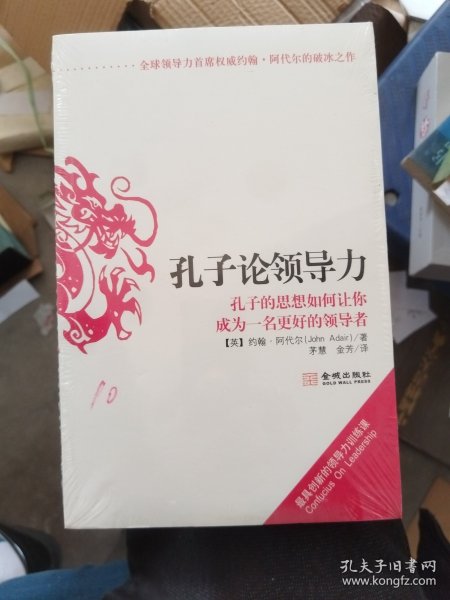 全球领导力首席权威约翰·阿代尔的破冰之作
孔子论领导力
孔子的思想如何让你
成为一名更好的领导者
【英】约翰·阿代尔(John Adair)/著
茅慧 金芳/译
金城出版社
GOLD WALL PRESS
10
最具创新的领导力训练课
Confucius On Leadership
孔夫子旧书网
www.kongfz.com